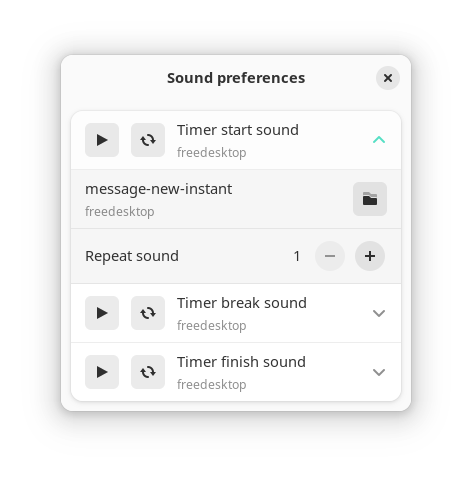 Sound preferences
Timer start sound
freedesktop
message-new-instant
freedesktop
Repeat sound 1
Timer break sound
freedesktop
Timer finish sound
freedesktop